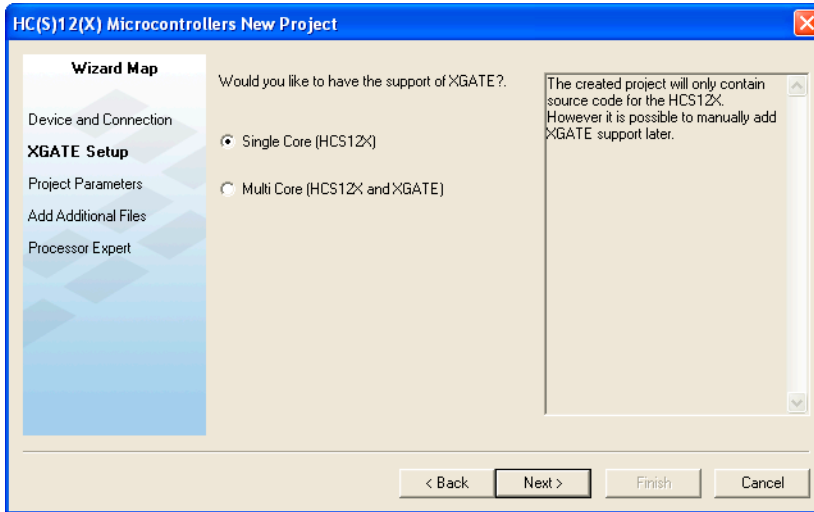 HC(S)12(X) Microcontrollers New Project
Wizard Map
Device and Connection
XGATE Setup
Project Parameters
Add Additional Files
Processor Expert
Would you like to have the support of XGATE?.
Single Core (HCS12X)
Multi Core (HCS12X and XGATE)
The created project will only contain
source code for the HCS12X.
However it is possible to manually add
XGATE support later.
< Back
Next >
Finish
Cancel